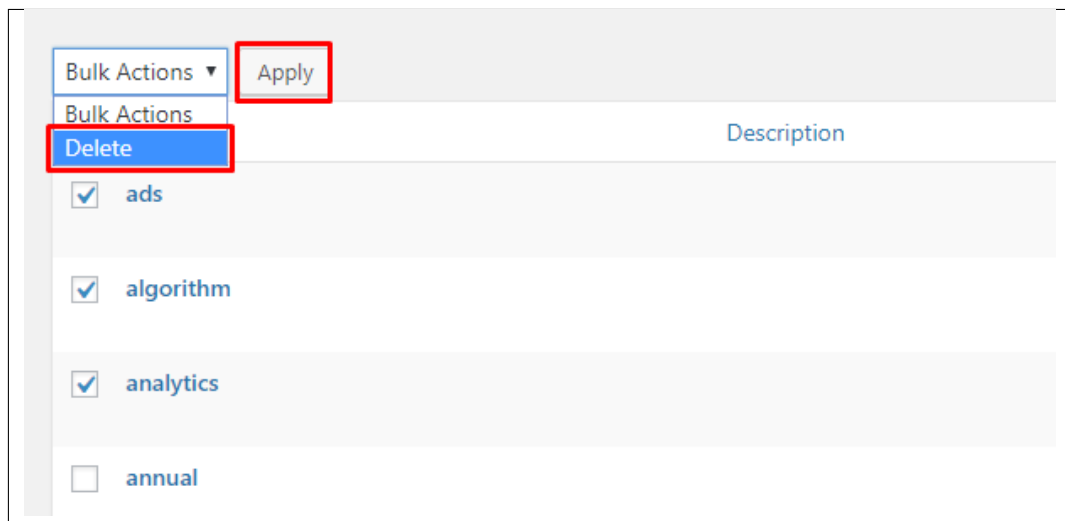 Bulk Actions ▼ Apply
Bulk Actions
Delete
Description
ads
algorithm
analytics
annual